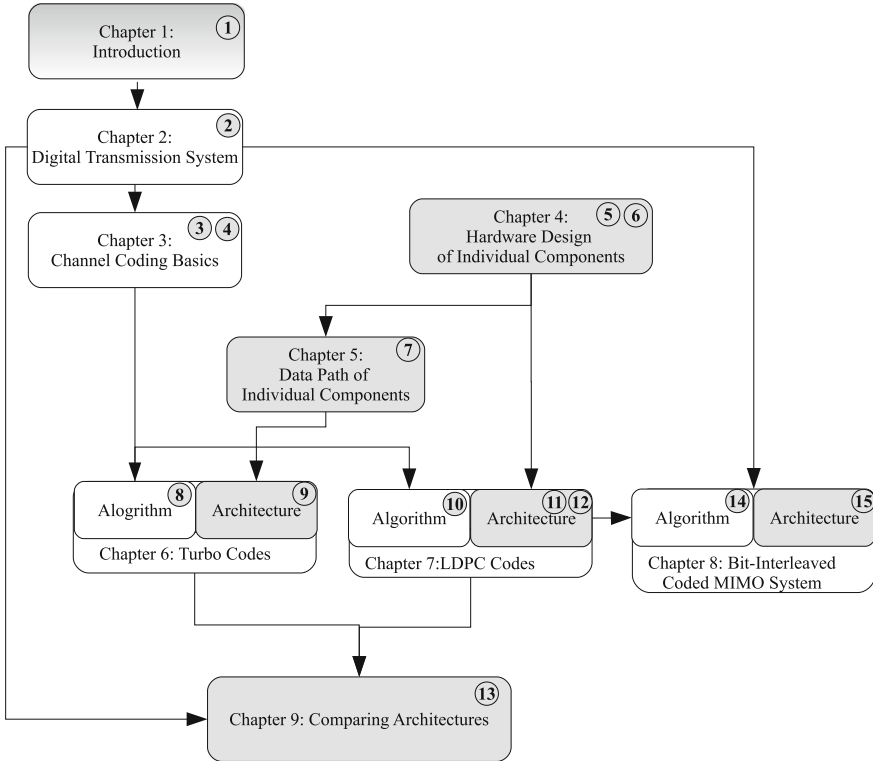 Chapter 1:
Introduction
1
Chapter 2:
Digital Transmission System
2
Chapter 3:
Channel Coding Basics
3 4
Chapter 4:
Hardware Design
of Individual Components
5 6
Chapter 5:
Data Path of
Individual Components
7
Alogrithm
8
Architecture
9
Chapter 6: Turbo Codes
Algorithm
10
Architecture
11 12
Chapter 7:LDPC Codes
Algorithm
14
Architecture
15
Chapter 8: Bit-Interleaved
Coded MIMO System
Chapter 9: Comparing Architectures
13